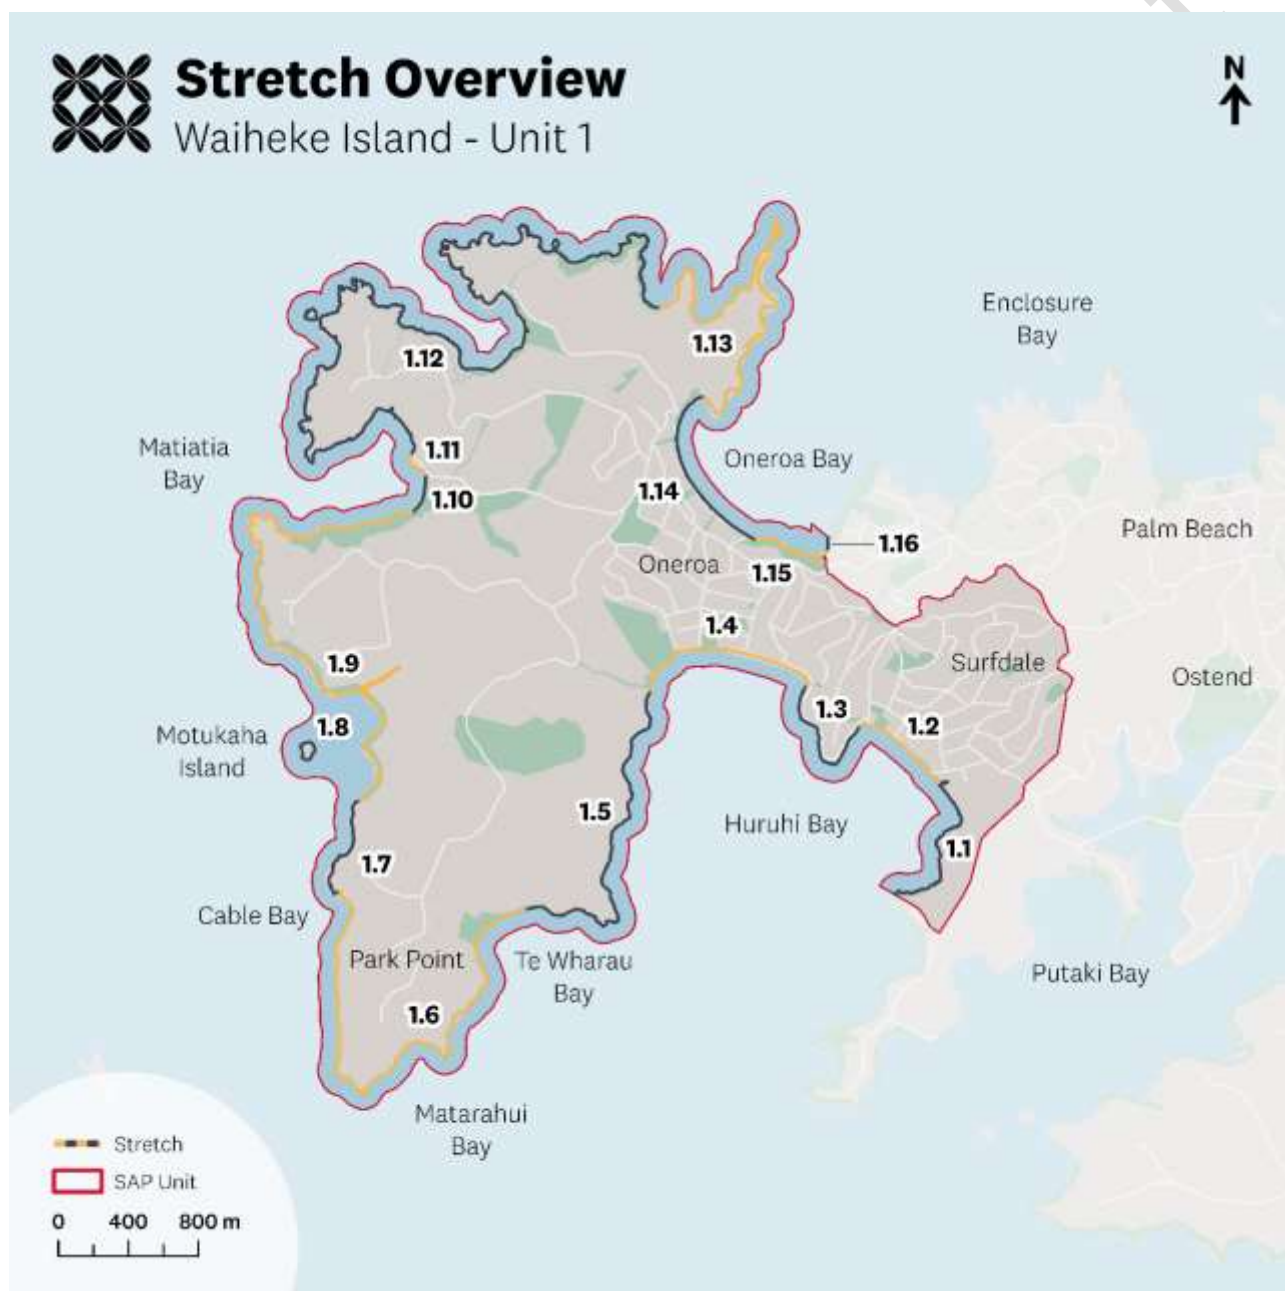 Stretch Overview
Waiheke Island - Unit 1
N
Enclosure
Bay
1.13
1.12
Matiatia
Bay
1.11
Oneroa Bay
1.10
1.14
Palm Beach
1.16
Oneroa
1.15
1.4
Surfdale
1.9
Ostend
1.3
1.2
1.8
Motukaha
Island
1.5
Huruhi Bay
1.1
1.7
Cable Bay
Park Point
Te Wharau
Bay
Putaki Bay
1.6
Matarahui
Bay
Stretch
SAP Unit
0 400 800 m